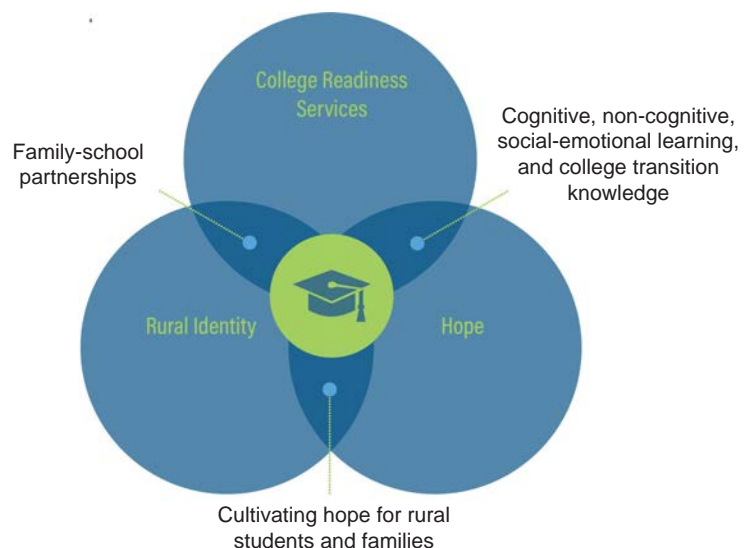 College Readiness
Services
Family-school
partnerships
Cognitive, non-cognitive,
social-emotional learning,
and college transition
knowledge
Rural Identity
Hope
Cultivating hope for rural
students and families